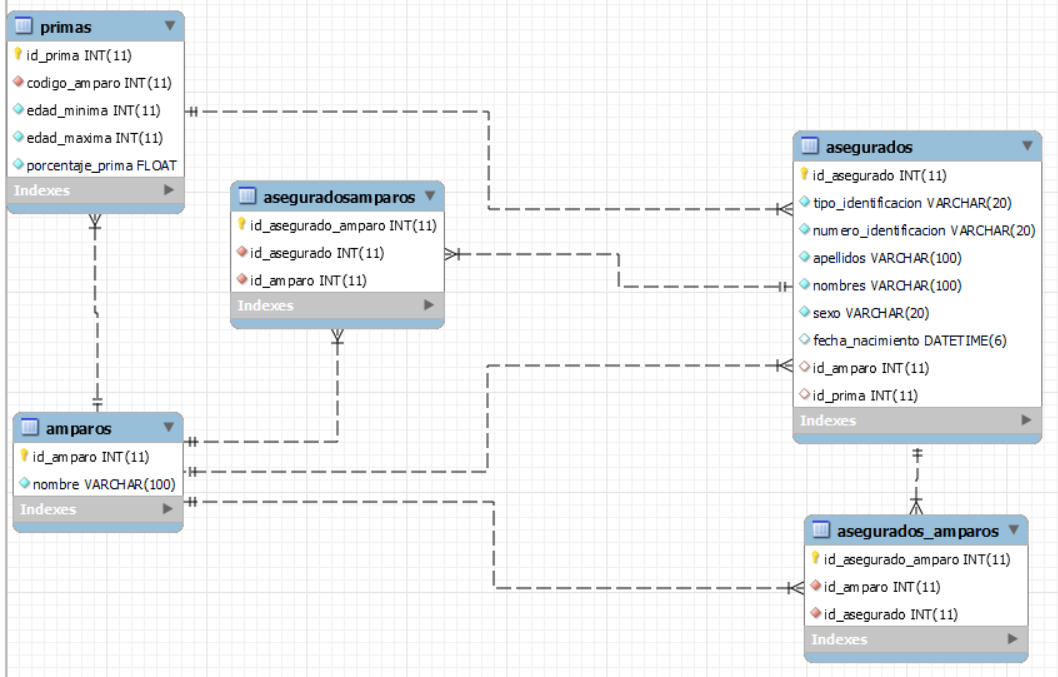 primas
id_prima INT(11)
codigo_amparo INT(11)
edad_minima INT(11)
edad_maxima INT(11)
porcentaje_prima FLOAT
Indexes
aseguradosamparos
id_asegurado_amparo INT(11)
id_asegurado INT(11)
id_amparo INT(11)
Indexes
asegurados
id_asegurado INT(11)
tipo_identificacion VARCHAR(20)
numero_identificacion VARCHAR(20)
apellidos VARCHAR(100)
nombres VARCHAR(100)
sexo VARCHAR(20)
fecha_nacimiento DATETIME(6)
id_amparo INT(11)
id_prima INT(11)
Indexes
amparos
id_amparo INT(11)
nombre VARCHAR(100)
Indexes
asegurados_amparos
id_asegurado_amparo INT(11)
id_amparo INT(11)
id_asegurado INT(11)
Indexes